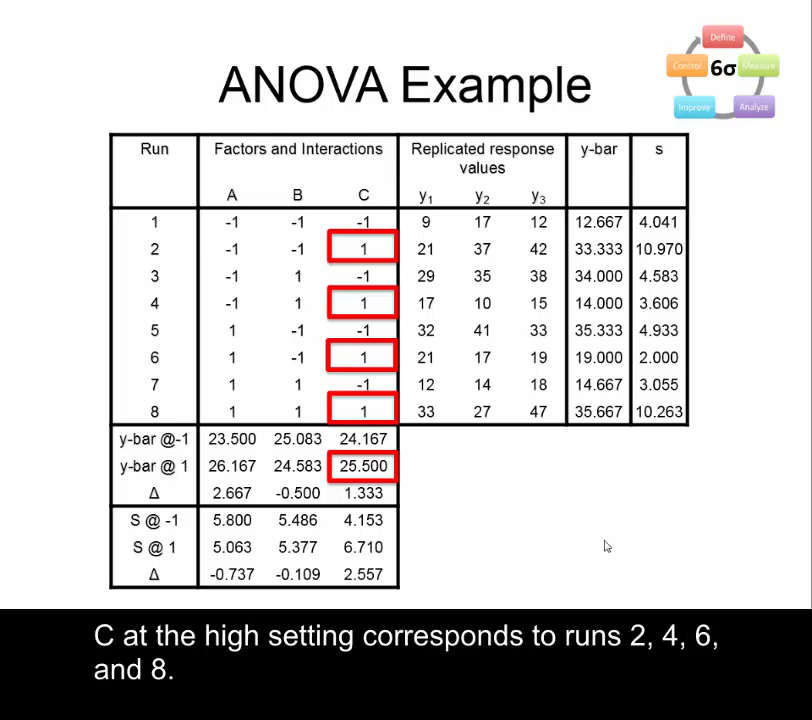 Define
Control 6σ Measure
Improve Analyze
ANOVA Example
Run Factors and Interactions Replicated response values y-bar s
A B C y1 y2 y3
1 -1 -1 -1 9 17 12 12.667 4.041
2 -1 -1 1 21 37 42 33.333 10.970
3 -1 1 -1 29 35 38 34.000 4.583
4 -1 1 1 17 10 15 14.000 3.606
5 1 -1 -1 32 41 33 35.333 4.933
6 1 -1 1 21 17 19 19.000 2.000
7 1 1 -1 12 14 18 14.667 3.055
8 1 1 1 33 27 47 35.667 10.263
y-bar @-1 23.500 25.083 24.167
y-bar @ 1 26.167 24.583 25.500
Δ 2.667 -0.500 1.333
S @ -1 5.800 5.486 4.153
S @ 1 5.063 5.377 6.710
Δ -0.737 -0.109 2.557
C at the high setting corresponds to runs 2, 4, 6,
and 8.